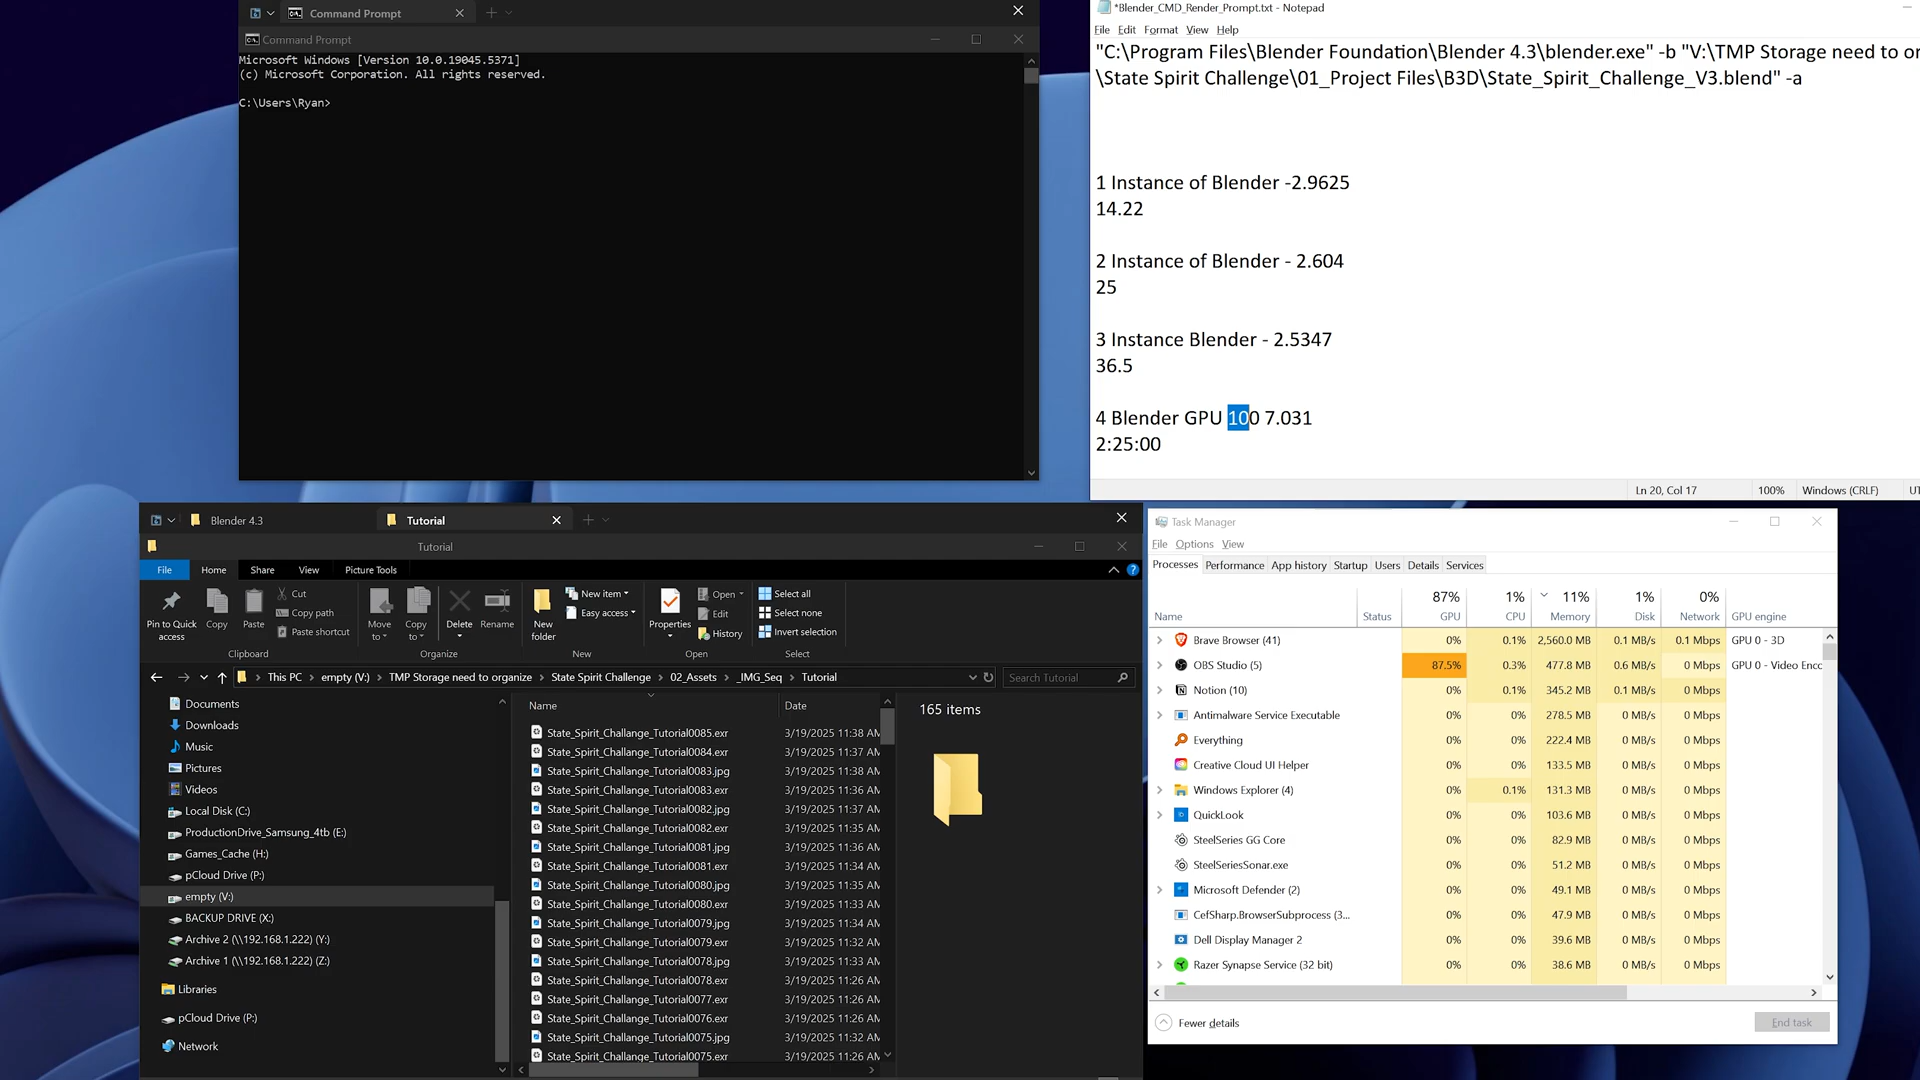 Command Prompt
Command Prompt
Microsoft Windows [Version 10.0.19045.5371]
(c) Microsoft Corporation. All rights reserved.
C:\Users\Ryan>
*Blender_CMD_Render_Prompt.txt - Notepad
File Edit Format View Help
"C:\Program Files\Blender Foundation\Blender 4.3\blender.exe" -b "V:\TMP Storage need to or
\State Spirit Challenge\01_Project Files\B3D\State_Spirit_Challenge_V3.blend" -a
1 Instance of Blender -2.9625
14.22
2 Instance of Blender - 2.604
25
3 Instance Blender - 2.5347
36.5
4 Blender GPU 100 7.031
2:25:00
Ln 20, Col 17 100% Windows (CRLF) UT
Blender 4.3 Tutorial
Tutorial
File Home Share View Picture Tools
Pin to Quick access
Copy
Paste
Cut
Copy path
Paste shortcut
Clipboard
Move to
Copy to
Delete
Rename
Organize
New folder
New item
Easy access
New
Properties
Open
Edit
History
Open
Select all
Select none
Invert selection
Select
This PC empty (V:) TMP Storage need to organize State Spirit Challenge 02_Assets _IMG_Seq Tutorial
Search Tutorial
Documents
Downloads
Music
Pictures
Videos
Local Disk (C:)
ProductionDrive_Samsung_4tb (E:)
Games_Cache (H:)
pCloud Drive (P:)
empty (V:)
BACKUP DRIVE (X:)
Archive 2 (\\192.168.1.222) (Y:)
Archive 1 (\\192.168.1.222) (Z:)
Libraries
pCloud Drive (P:)
Network
Name Date
State_Spirit_Challange_Tutorial0085.exr 3/19/2025 11:38 AM
State_Spirit_Challange_Tutorial0084.exr 3/19/2025 11:37 AM
State_Spirit_Challange_Tutorial0083.jpg 3/19/2025 11:38 AM
State_Spirit_Challange_Tutorial0083.exr 3/19/2025 11:36 AM
State_Spirit_Challange_Tutorial0082.jpg 3/19/2025 11:37 AM
State_Spirit_Challange_Tutorial0082.exr 3/19/2025 11:35 AM
State_Spirit_Challange_Tutorial0081.jpg 3/19/2025 11:36 AM
State_Spirit_Challange_Tutorial0081.exr 3/19/2025 11:34 AM
State_Spirit_Challange_Tutorial0080.jpg 3/19/2025 11:35 AM
State_Spirit_Challange_Tutorial0080.exr 3/19/2025 11:33 AM
State_Spirit_Challange_Tutorial0079.jpg 3/19/2025 11:34 AM
State_Spirit_Challange_Tutorial0079.exr 3/19/2025 11:32 AM
State_Spirit_Challange_Tutorial0078.jpg 3/19/2025 11:33 AM
State_Spirit_Challange_Tutorial0078.exr 3/19/2025 11:26 AM
State_Spirit_Challange_Tutorial0077.exr 3/19/2025 11:26 AM
State_Spirit_Challange_Tutorial0076.exr 3/19/2025 11:26 AM
State_Spirit_Challange_Tutorial0075.jpg 3/19/2025 11:32 AM
State_Spirit_Challange_Tutorial0075.exr 3/19/2025 11:26 AM
165 items
Task Manager
File Options View
Processes Performance App history Startup Users Details Services
87% 1% 11% 1% 0%
Name Status GPU CPU Memory Disk Network GPU engine
Brave Browser (41) 0% 0.1% 2,560.0 MB 0.1 MB/s 0.1 Mbps GPU 0 - 3D
OBS Studio (5) 87.5% 0.3% 477.8 MB 0.6 MB/s 0 Mbps GPU 0 - Video Enco
Notion (10) 0% 0.1% 345.2 MB 0.1 MB/s 0 Mbps
Antimalware Service Executable 0% 0% 278.5 MB 0 MB/s 0 Mbps
Everything 0% 0% 222.4 MB 0 MB/s 0 Mbps
Creative Cloud UI Helper 0% 0% 133.5 MB 0 MB/s 0 Mbps
Windows Explorer (4) 0% 0.1% 131.3 MB 0 MB/s 0 Mbps
QuickLook 0% 0% 103.6 MB 0 MB/s 0 Mbps
SteelSeries GG Core 0% 0% 82.9 MB 0 MB/s 0 Mbps
SteelSeriesSonar.exe 0% 0% 51.2 MB 0 MB/s 0 Mbps
Microsoft Defender (2) 0% 0% 49.1 MB 0 MB/s 0 Mbps
CefSharp.BrowserSubprocess (3... 0% 0% 47.9 MB 0 MB/s 0 Mbps
Dell Display Manager 2 0% 0% 39.6 MB 0 MB/s 0 Mbps
Razer Synapse Service (32 bit) 0% 0% 38.6 MB 0 MB/s 0 Mbps
Fewer details
End task